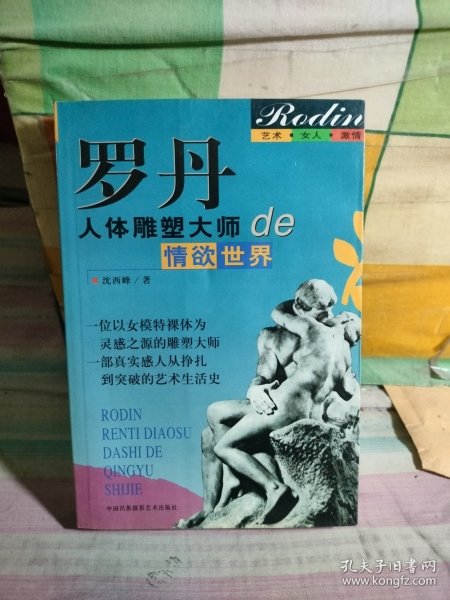 Rodin
艺术·女人·激情
罗丹
人体雕塑大师de
情欲世界
沈西峰/著
一位以女模特裸体为
灵感之源的雕塑大师
一部真实感人从挣扎
到突破的艺术生活史
RODIN
RENTI DIAOSU
DASHI DE
QINGYU
SHIJIE
中国民族摄影艺术出版社
孔夫子旧书网
www.kongfz.com